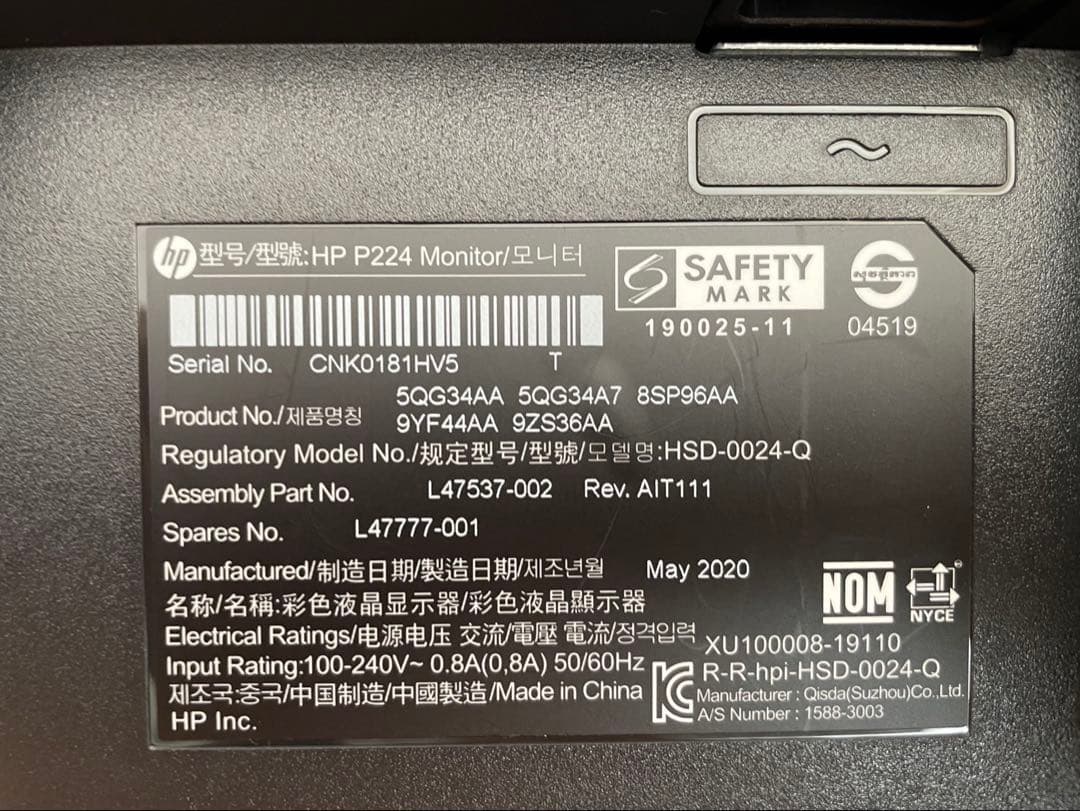 hp 型号/型號:HP P224 Monitor/모니터
SAFETY
MARK
190025-11
04519
Serial No. CNK0181HV5 T
5QG34AA 5QG34A7 8SP96AA
Product No./제품명칭 9YF44AA 9ZS36AA
Regulatory Model No./规定型号/型號/모델명:HSD-0024-Q
Assembly Part No. L47537-002 Rev. AIT111
Spares No. L47777-001
Manufactured/制造日期/製造日期/제조년월 May 2020
名称/名稱:彩色液晶显示器/彩色液晶顯示器
Electrical Ratings/电源电压 交流/電壓 電流/정격입력
Input Rating:100-240V~ 0.8A(0,8A) 50/60Hz
제조국:중국/中国制造/中國製造/Made in China
HP Inc.
NOM
NYCE
XU100008-19110
R-R-hpi-HSD-0024-Q
Manufacturer : Qisda(Suzhou)Co.,Ltd.
A/S Number : 1588-3003